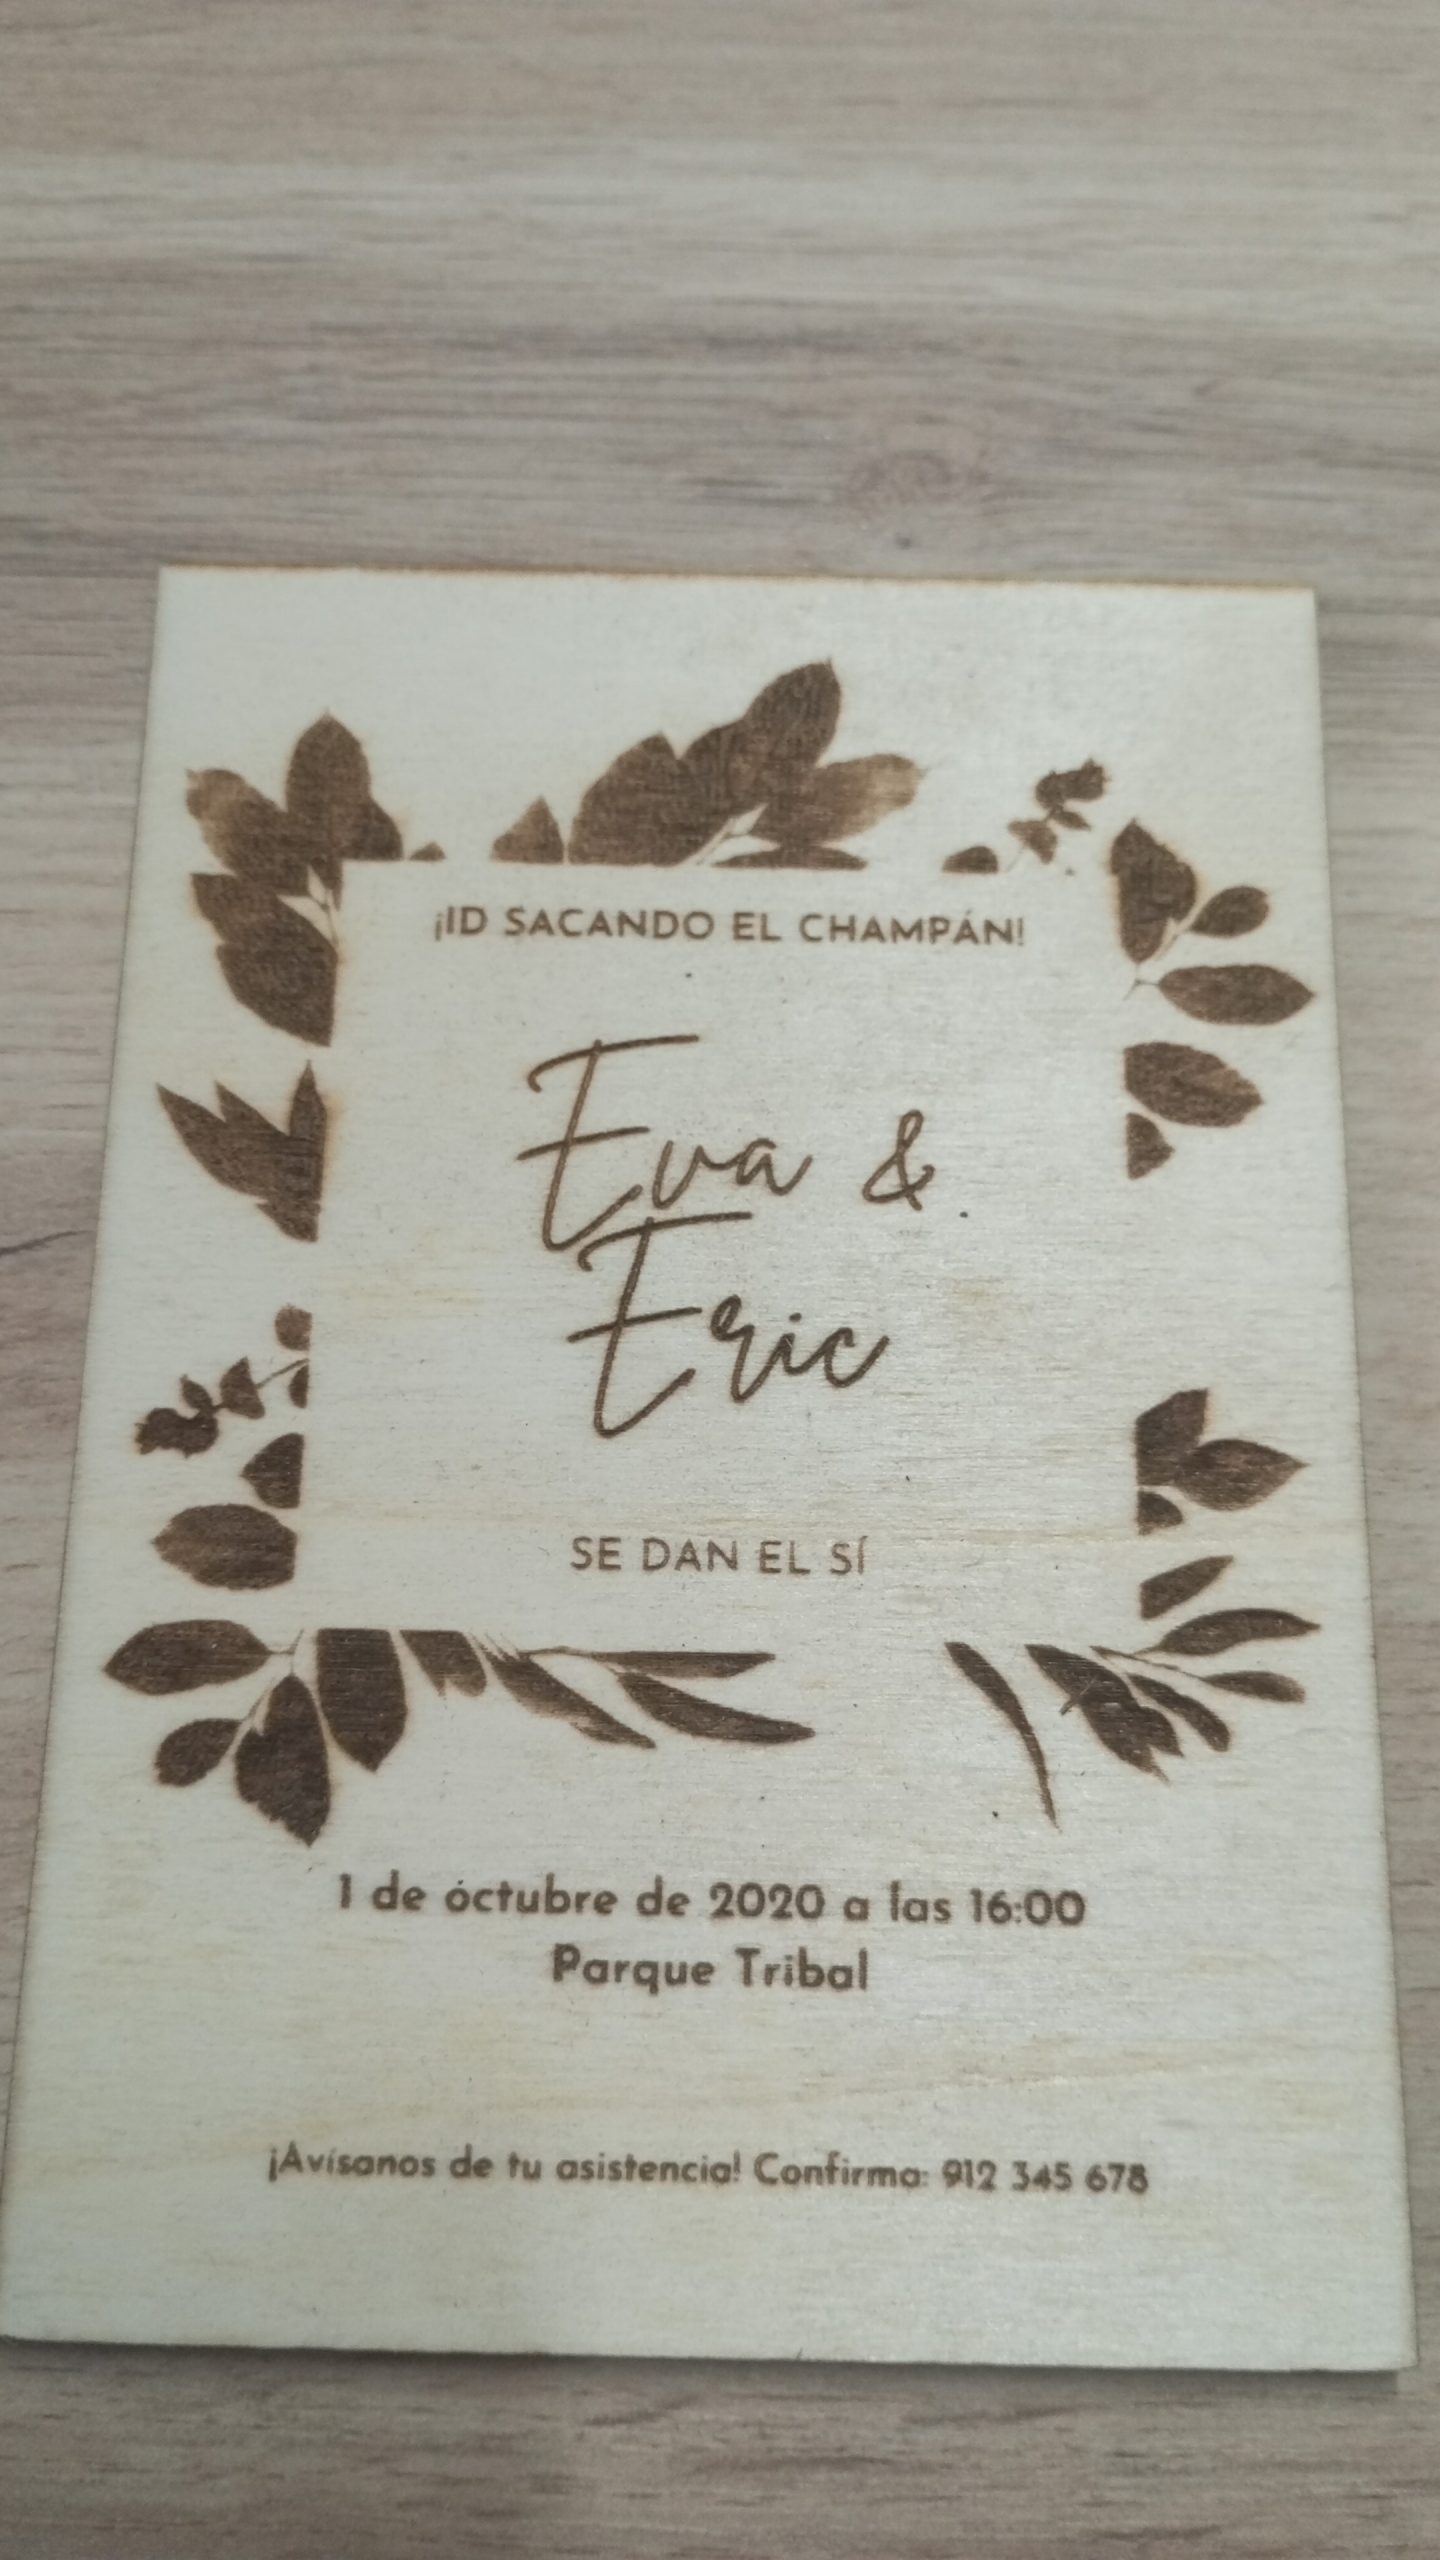 ¡ID SACANDO EL CHAMPÁN!
Eva &
Eric
SE DAN EL SÍ
1 de octubre de 2020 a las 16:00
Parque Tribal
¡Avísanos de tu asistencia! Confirma: 912 345 678